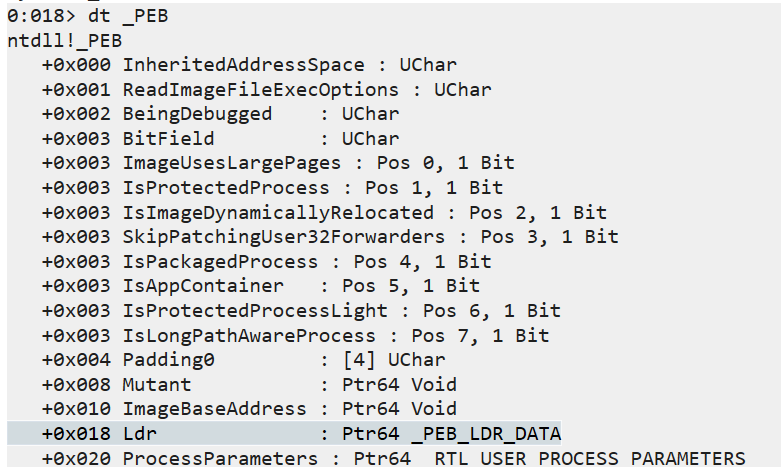 0:018> dt _PEB
ntdll!_PEB
   +0x000 InheritedAddressSpace : UChar
   +0x001 ReadImageFileExecOptions : UChar
   +0x002 BeingDebugged    : UChar
   +0x003 BitField         : UChar
   +0x003 ImageUsesLargePages : Pos 0, 1 Bit
   +0x003 IsProtectedProcess : Pos 1, 1 Bit
   +0x003 IsImageDynamicallyRelocated : Pos 2, 1 Bit
   +0x003 SkipPatchingUser32Forwarders : Pos 3, 1 Bit
   +0x003 IsPackagedProcess : Pos 4, 1 Bit
   +0x003 IsAppContainer   : Pos 5, 1 Bit
   +0x003 IsProtectedProcessLight : Pos 6, 1 Bit
   +0x003 IsLongPathAwareProcess : Pos 7, 1 Bit
   +0x004 Padding0         : [4] UChar
   +0x008 Mutant           : Ptr64 Void
   +0x010 ImageBaseAddress : Ptr64 Void
   +0x018 Ldr              : Ptr64 _PEB_LDR_DATA
   +0x020 ProcessParameters : Ptr64 _RTL_USER_PROCESS_PARAMETERS